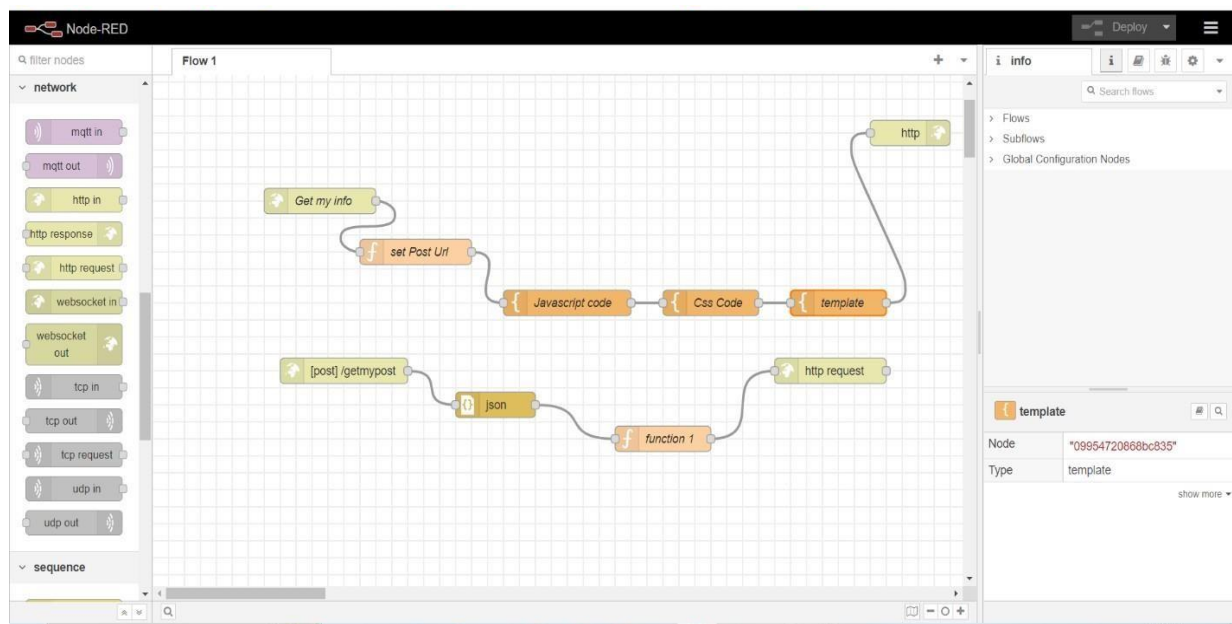 Node-RED
Deploy
filter nodes
Flow 1
info
Search flows
network
mqtt in
mqtt out
http in
http response
http request
websocket in
websocket out
tcp in
tcp out
tcp request
udp in
udp out
sequence
http
Get my info
set Post Url
Javascript code
Css Code
template
[post] /getmypost
json
function 1
http request
Flows
Subflows
Global Configuration Nodes
template
Node "09954720868bc835"
Type template
show more